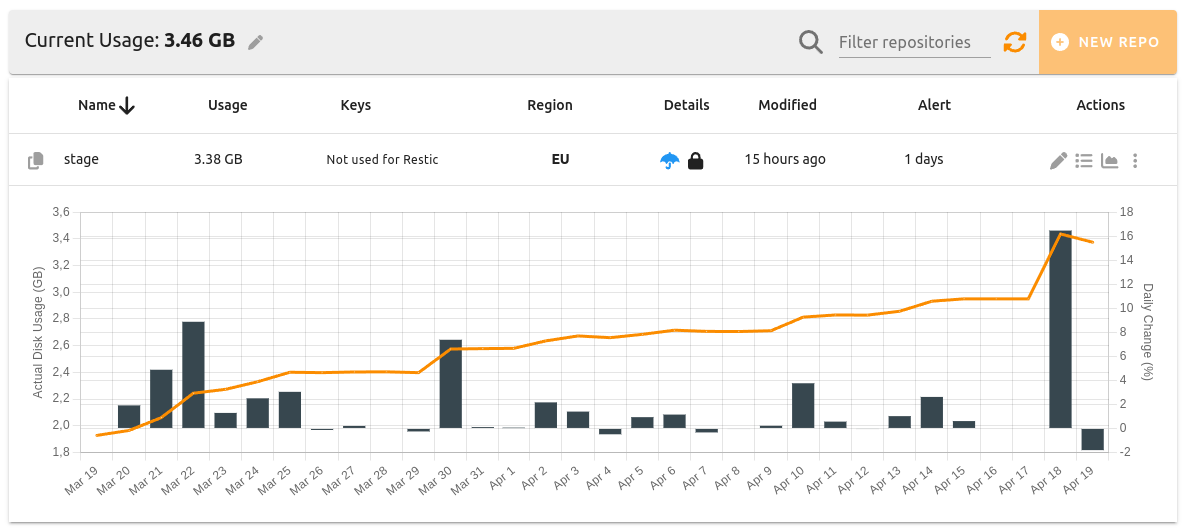 Current Usage: 3.46 GB
Filter repositories
NEW REPO
Name Usage Keys Region Details Modified Alert Actions
stage 3.38 GB Not used for Restic EU 15 hours ago 1 days
Actual Disk Usage (GB)
3,6
3,4
3,2
3,0
2,8
2,6
2,4
2,2
2,0
1,8
18
16
14
12
10
8
6
4
2
0
-2
Daily Change (%)
Mar 19 Mar 20 Mar 21 Mar 22 Mar 23 Mar 24 Mar 25 Mar 26 Mar 27 Mar 28 Mar 29 Mar 30 Mar 31 Apr 1 Apr 2 Apr 3 Apr 4 Apr 5 Apr 6 Apr 7 Apr 8 Apr 9 Apr 10 Apr 11 Apr 12 Apr 13 Apr 14 Apr 15 Apr 16 Apr 17 Apr 18 Apr 19